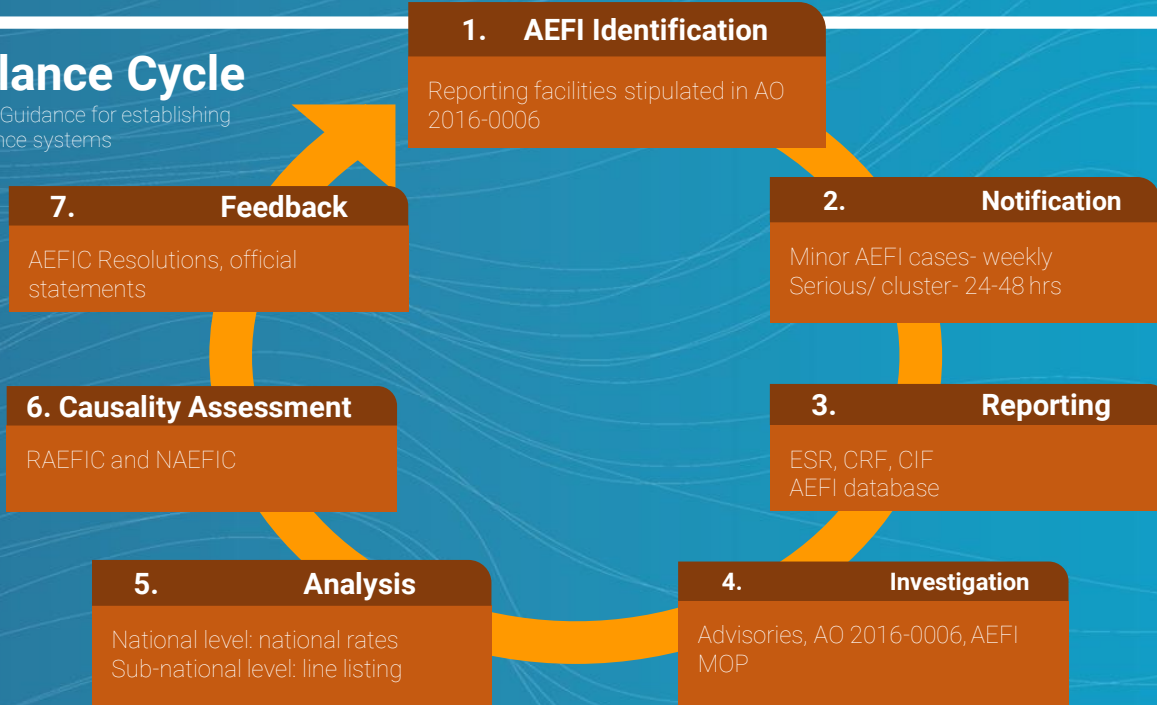 lance Cycle
Guidance for establishing
nce systems
1. AEFI Identification
Reporting facilities stipulated in AO
2016-0006
2. Notification
Minor AEFI cases- weekly
Serious/ cluster- 24-48 hrs
3. Reporting
ESR, CRF, CIF
AEFI database
4. Investigation
Advisories, AO 2016-0006, AEFI
MOP
5. Analysis
National level: national rates
Sub-national level: line listing
6. Causality Assessment
RAEFIC and NAEFIC
7. Feedback
AEFIC Resolutions, official
statements